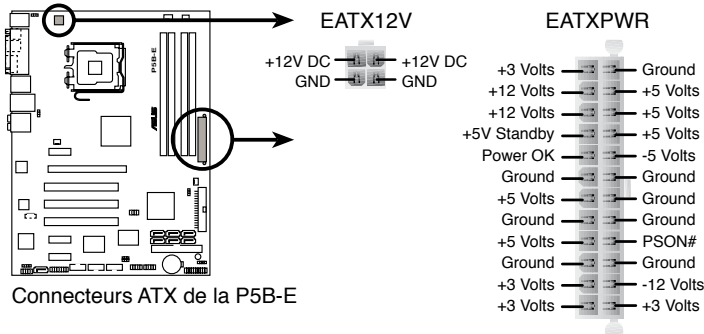 EATX12V
+12V DC +12V DC
GND GND
EATXPWR
+3 Volts Ground
+12 Volts +5 Volts
+12 Volts +5 Volts
+5V Standby +5 Volts
Power OK -5 Volts
Ground Ground
+5 Volts Ground
Ground Ground
+5 Volts PSON#
Ground Ground
+3 Volts -12 Volts
+3 Volts +3 Volts
P5B-E
ASUS
Connecteurs ATX de la P5B-E